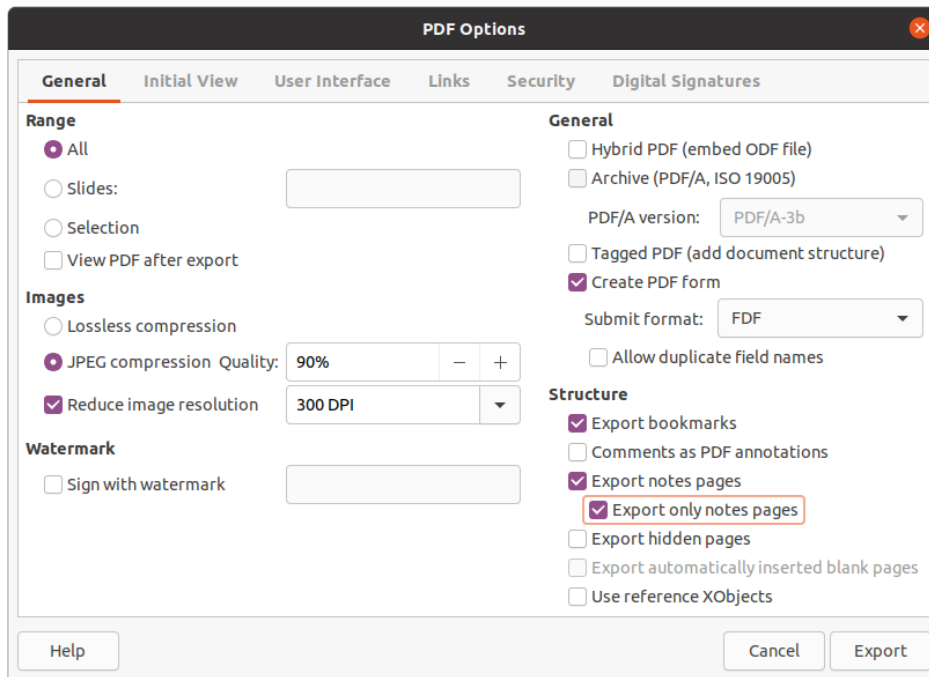 PDF Options
General
Initial View
User Interface
Links
Security
Digital Signatures
Range
All
Slides:
Selection
View PDF after export
Images
Lossless compression
JPEG compression Quality: 90%
Reduce image resolution 300 DPI
Watermark
Sign with watermark
General
Hybrid PDF (embed ODF file)
Archive (PDF/A, ISO 19005)
PDF/A version: PDF/A-3b
Tagged PDF (add document structure)
Create PDF form
Submit format: FDF
Allow duplicate field names
Structure
Export bookmarks
Comments as PDF annotations
Export notes pages
Export only notes pages
Export hidden pages
Export automatically inserted blank pages
Use reference XObjects
Help
Cancel
Export